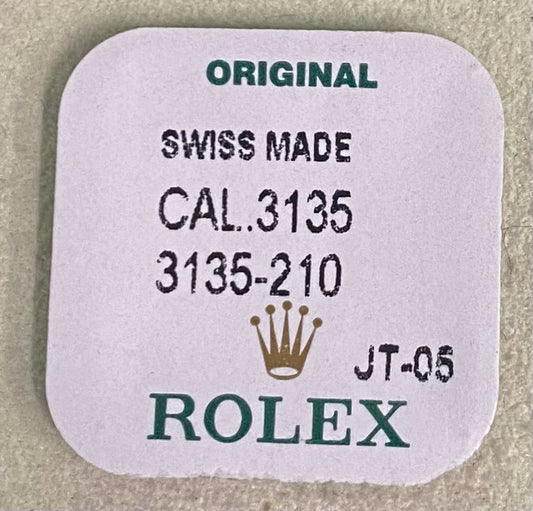 ORIGINAL
SWISS MADE
CAL..3135
3135-210
JT-05
ROLEX